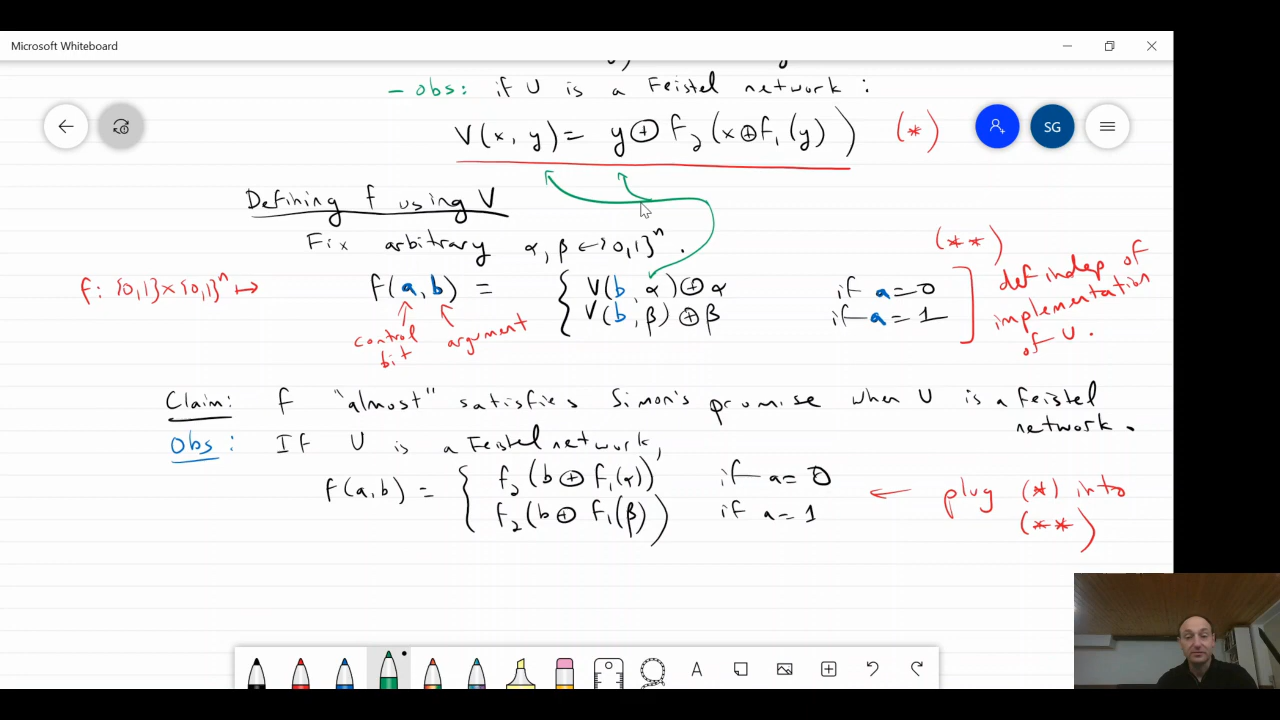 Microsoft Whiteboard
– obs: if U is a Feistel network :
V(x, y) = y ⊕ f₂ (x ⊕ f₁ (y) ) (*)
SG
Defining f using V
Fix arbitrary α, β ← {0,1}ⁿ .
(**)
f: {0,1} × {0,1}ⁿ ↦
f(a, b) = { V(b, α) ⊕ α if a=0
V(b, β) ⊕ β if a=1
def indep of implementation of U .
control bit
argument
Claim: f "almost" satisfies Simon's promise when U is a Feistel
network .
Obs : If U is a Feistel network,
f(a,b) = { f₂ (b ⊕ f₁(α)) if a=0
f₂ (b ⊕ f₁(β)) if a=1
← plug (*) into
(**)
A